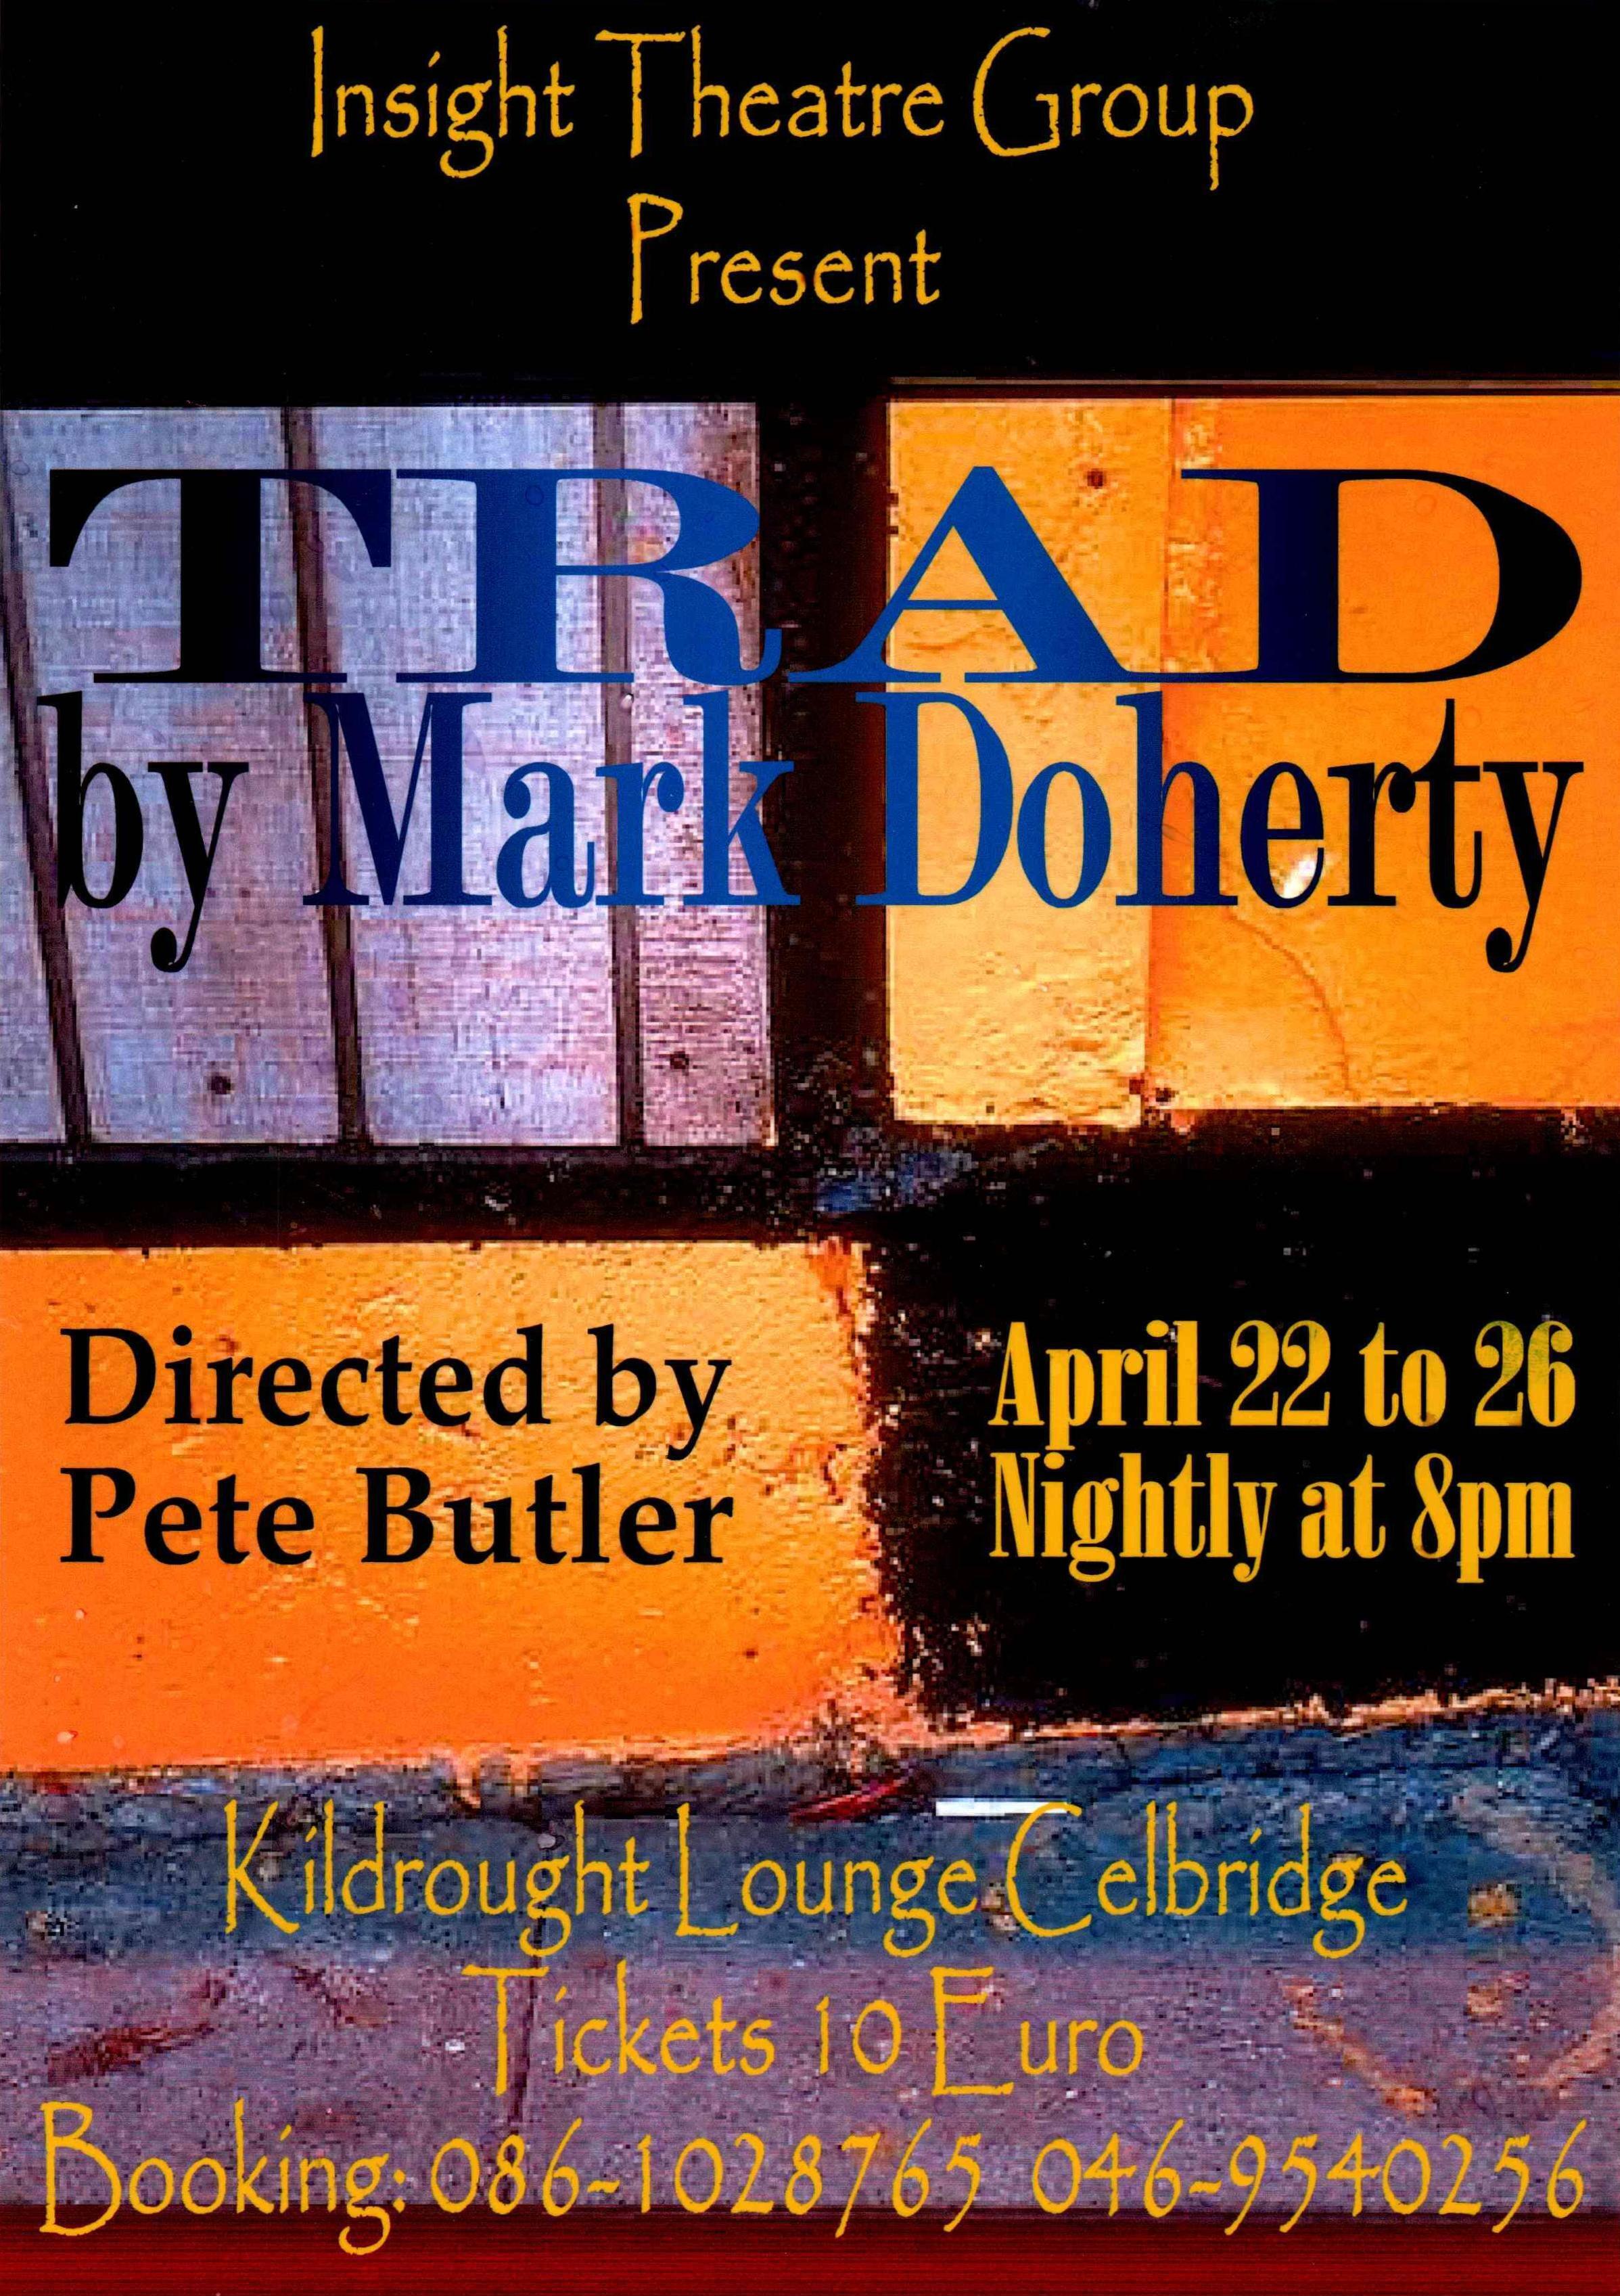 Insight Theatre Group
Present
TRAD
by Mark Doherty
Directed by
Pete Butler
April 22 to 26
Nightly at 8pm
Kildrought Lounge Celbridge
Tickets 10 Euro
Booking: 086-1028765 046-9540256